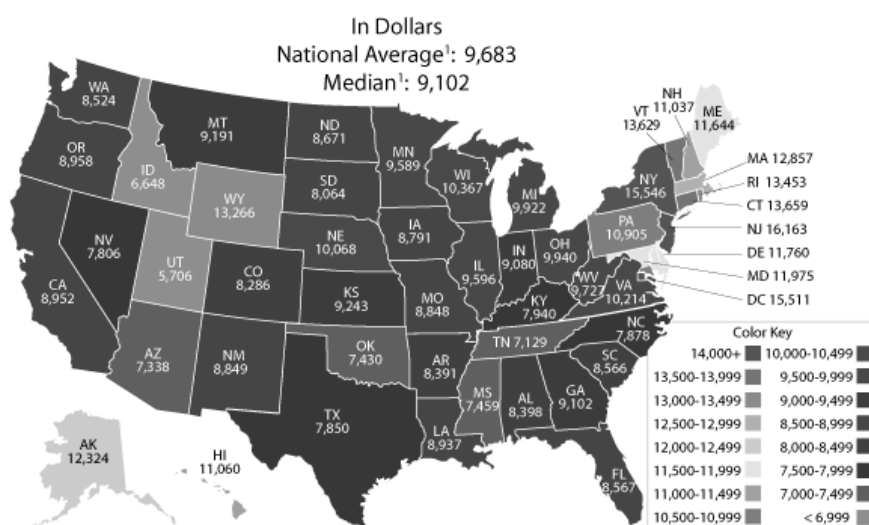 In Dollars
National Average¹: 9,683
Median¹: 9,102
WA
8,524
OR
8,958
CA
8,952
NV
7,806
ID
6,648
MT
9,191
WY
13,266
UT
5,706
AZ
7,338
CO
8,286
NM
8,849
ND
8,671
SD
8,064
NE
10,068
KS
9,243
OK
7,430
TX
7,850
MN
9,589
IA
8,791
MO
8,848
AR
8,391
LA
8,937
WI
10,367
IL
9,596
MI
9,922
IN
9,080
OH
9,940
KY
7,940
TN 7,129
MS
7,459
AL
8,398
GA
9,102
FL
8,567
SC
8,566
NC
7,878
VA
10,214
WV
9,727
PA
10,905
NY
15,546
VT
13,629
NH
11,037
ME
11,644
MA 12,857
RI 13,453
CT 13,659
NJ 16,163
DE 11,760
MD 11,975
DC 15,511
AK
12,324
HI
11,060
Color Key
14,000+ 10,000-10,499
13,500-13,999 9,500-9,999
13,000-13,499 9,000-9,499
12,500-12,999 8,500-8,999
12,000-12,499 8,000-8,499
11,500-11,999 7,500-7,999
11,000-11,499 7,000-7,499
10,500-10,999 < 6,999